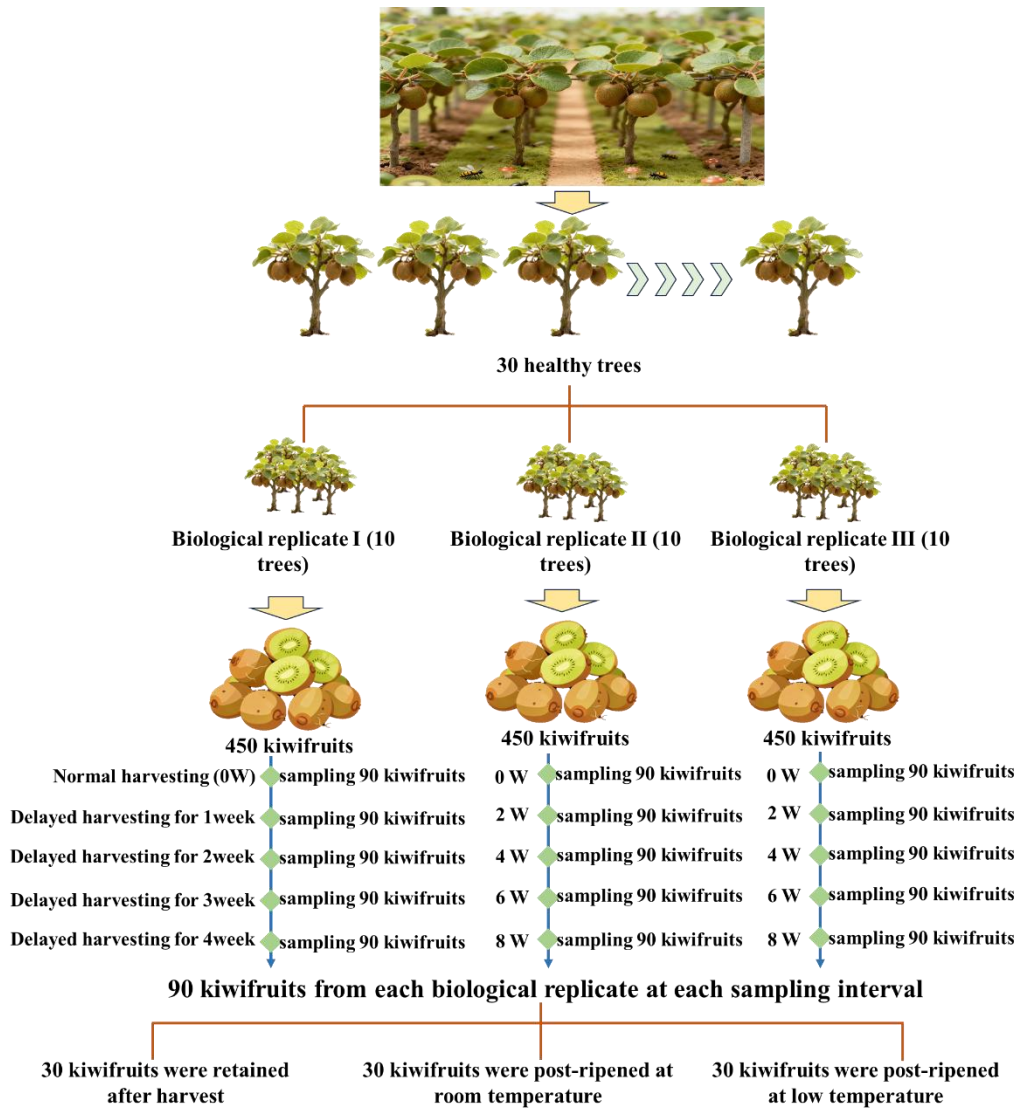 30 healthy trees
Biological replicate I (10
trees)
Biological replicate II (10
trees)
Biological replicate III (10
trees)
450 kiwifruits
450 kiwifruits
450 kiwifruits
Normal harvesting (0W) sampling 90 kiwifruits 0 W sampling 90 kiwifruits 0 W sampling 90 kiwifruits
Delayed harvesting for 1week sampling 90 kiwifruits 2 W sampling 90 kiwifruits 2 W sampling 90 kiwifruits
Delayed harvesting for 2week sampling 90 kiwifruits 4 W sampling 90 kiwifruits 4 W sampling 90 kiwifruits
Delayed harvesting for 3week sampling 90 kiwifruits 6 W sampling 90 kiwifruits 6 W sampling 90 kiwifruits
Delayed harvesting for 4week sampling 90 kiwifruits 8 W sampling 90 kiwifruits 8 W sampling 90 kiwifruits
90 kiwifruits from each biological replicate at each sampling interval
30 kiwifruits were retained
after harvest
30 kiwifruits were post-ripened at
room temperature
30 kiwifruits were post-ripened
at low temperature